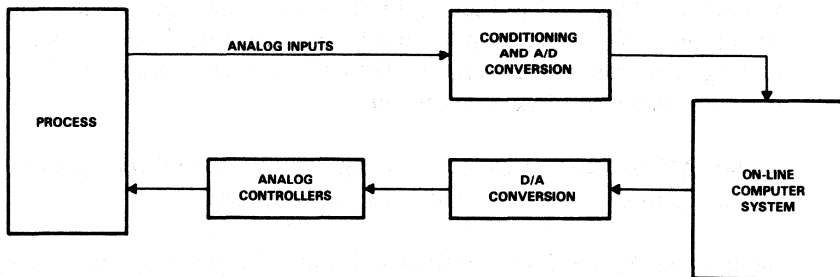 ANALOG INPUTS
CONDITIONING
AND A/D
CONVERSION
PROCESS
ANALOG
CONTROLLERS
D/A
CONVERSION
ON-LINE
COMPUTER
SYSTEM